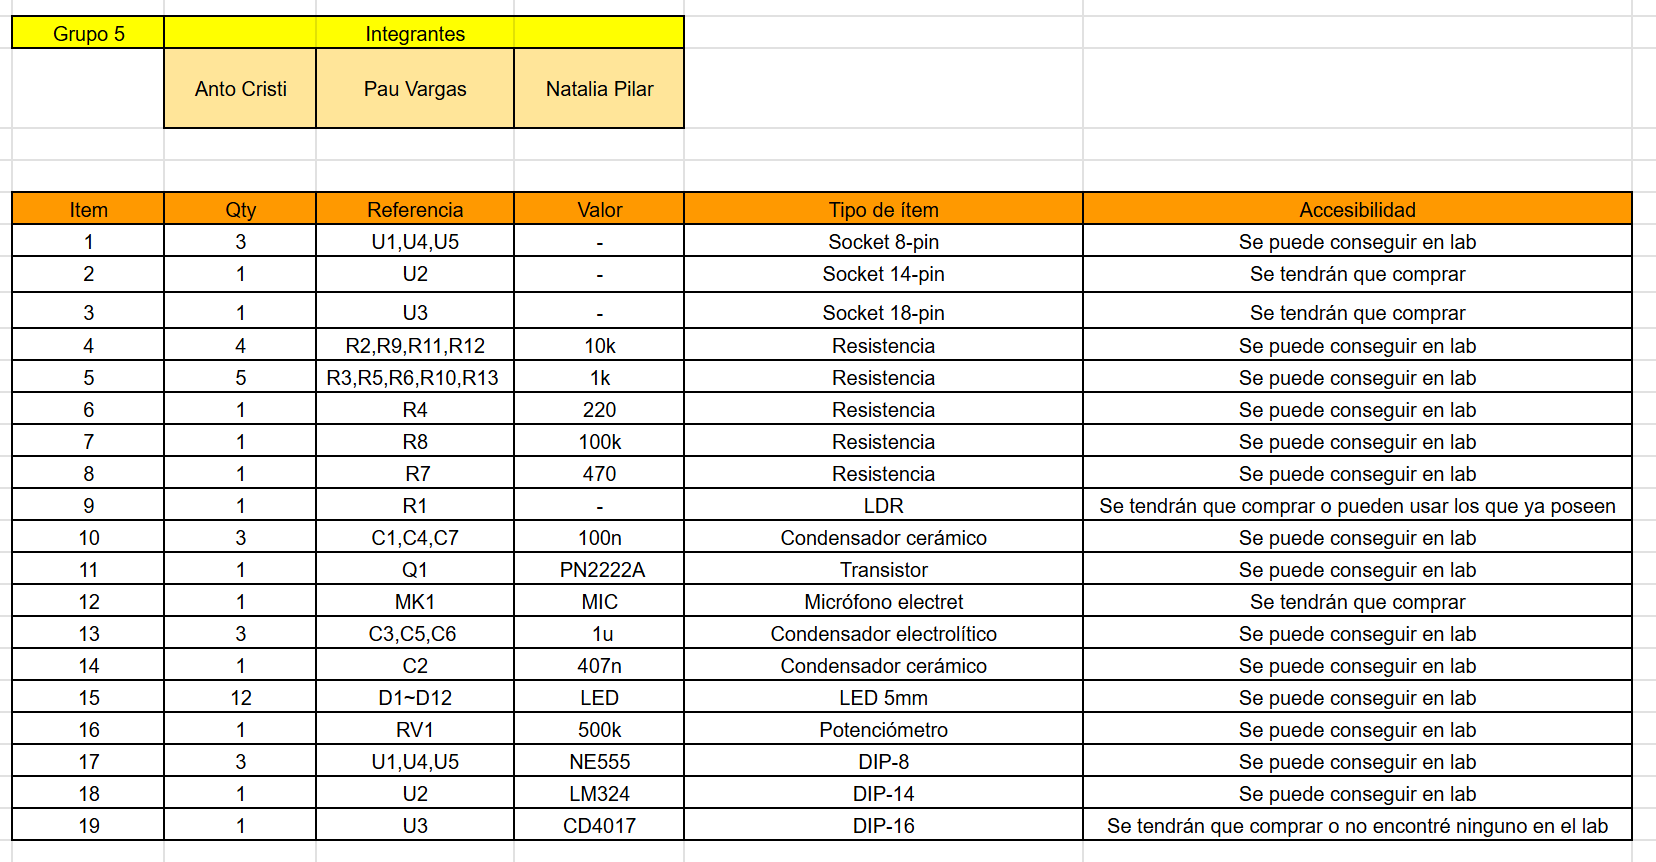 Grupo 5 Integrantes
Anto Cristi Pau Vargas Natalia Pilar
Item Qty Referencia Valor Tipo de ítem Accesibilidad
1 3 U1,U4,U5 - Socket 8-pin Se puede conseguir en lab
2 1 U2 - Socket 14-pin Se tendrán que comprar
3 1 U3 - Socket 18-pin Se tendrán que comprar
4 4 R2,R9,R11,R12 10k Resistencia Se puede conseguir en lab
5 5 R3,R5,R6,R10,R13 1k Resistencia Se puede conseguir en lab
6 1 R4 220 Resistencia Se puede conseguir en lab
7 1 R8 100k Resistencia Se puede conseguir en lab
8 1 R7 470 Resistencia Se puede conseguir en lab
9 1 R1 - LDR Se tendrán que comprar o pueden usar los que ya poseen
10 3 C1,C4,C7 100n Condensador cerámico Se puede conseguir en lab
11 1 Q1 PN2222A Transistor Se puede conseguir en lab
12 1 MK1 MIC Micrófono electret Se tendrán que comprar
13 3 C3,C5,C6 1u Condensador electrolítico Se puede conseguir en lab
14 1 C2 407n Condensador cerámico Se puede conseguir en lab
15 12 D1~D12 LED LED 5mm Se puede conseguir en lab
16 1 RV1 500k Potenciómetro Se puede conseguir en lab
17 3 U1,U4,U5 NE555 DIP-8 Se puede conseguir en lab
18 1 U2 LM324 DIP-14 Se puede conseguir en lab
19 1 U3 CD4017 DIP-16 Se tendrán que comprar o no encontré ninguno en el lab